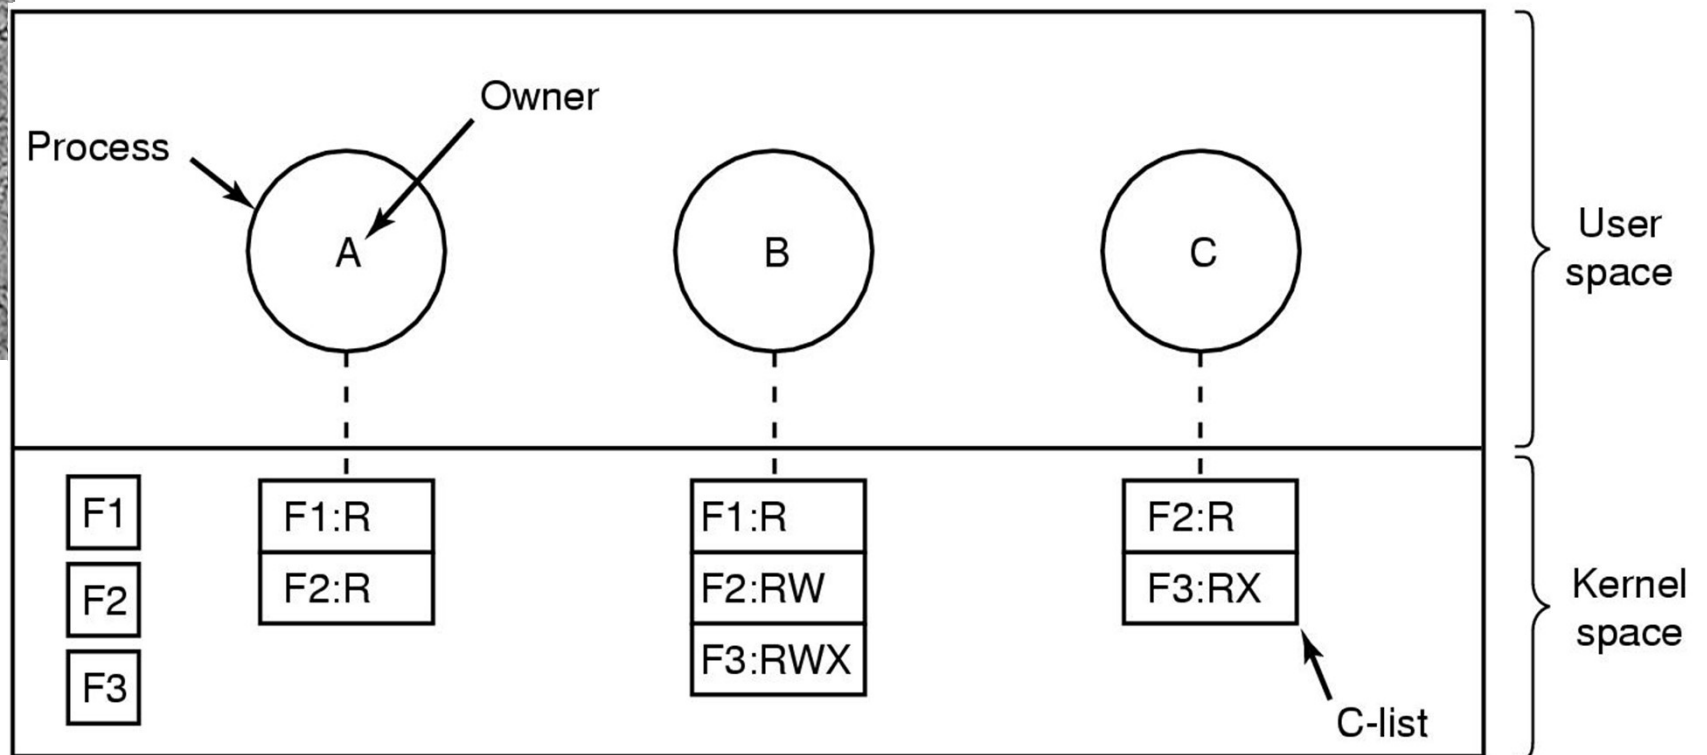 Owner
Process
A
B
C
User
space
F1
F2
F3
F1:R
F2:R
F1:R
F2:RW
F3:RWX
F2:R
F3:RX
C-list
Kernel
space